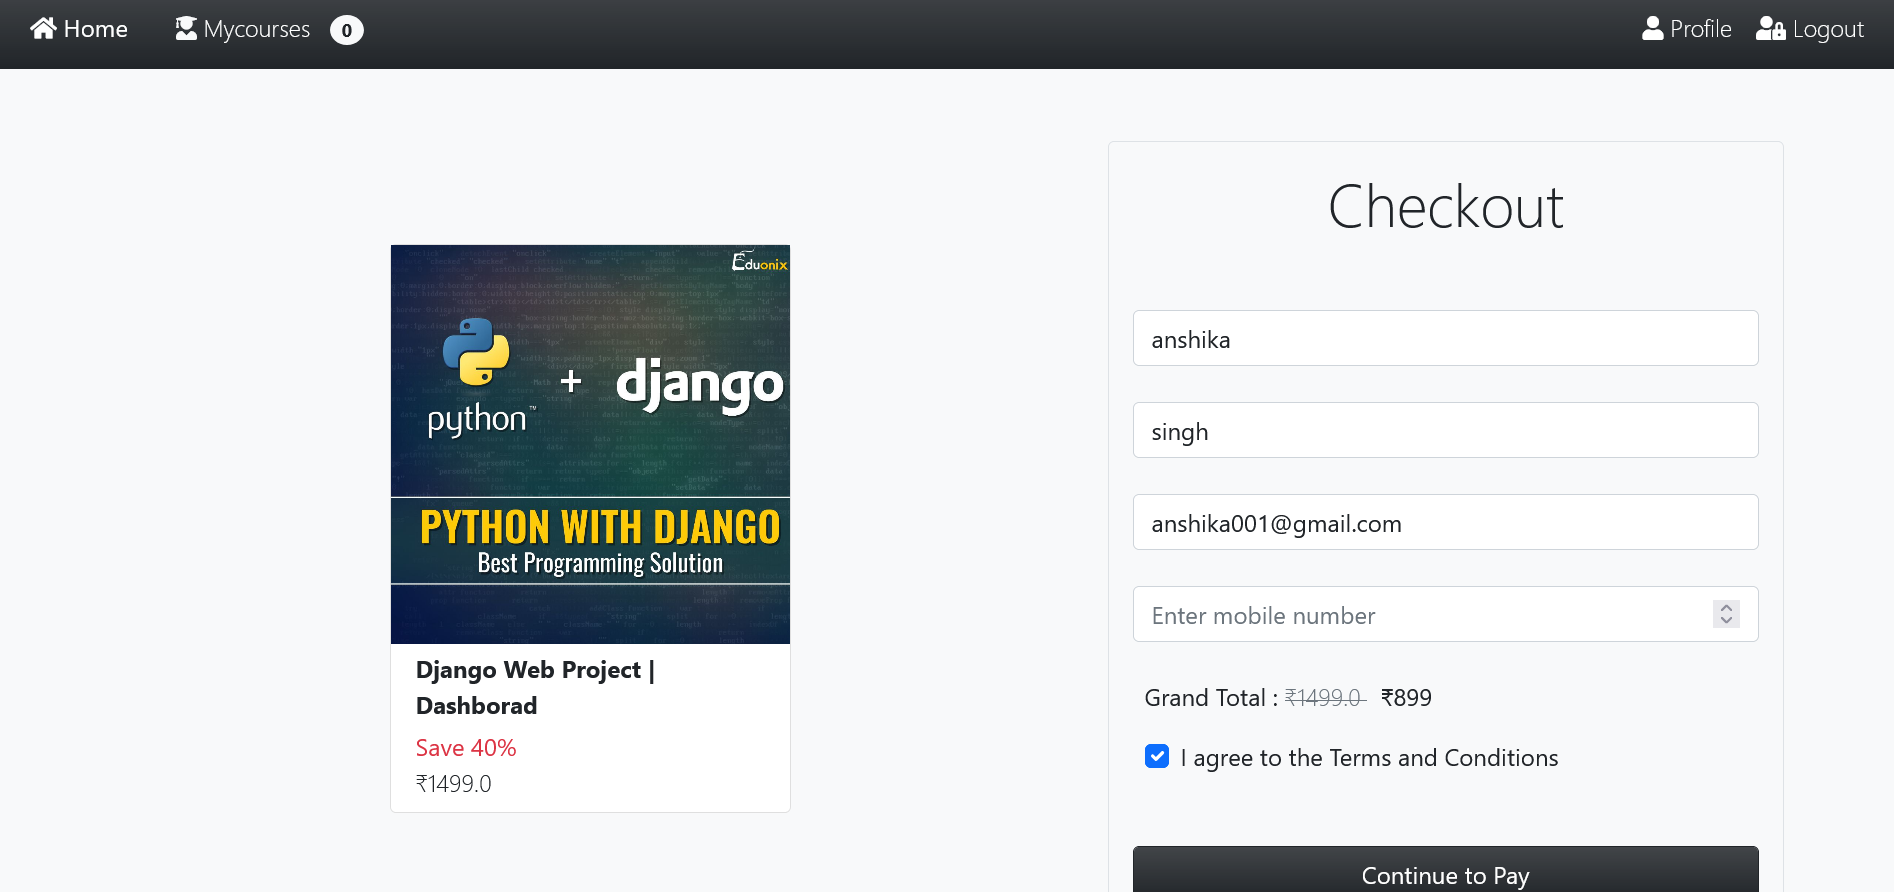 Home
Mycourses
0
Profile
Logout
Eduonix
python™
+
django
PYTHON WITH DJANGO
Best Programming Solution
Django Web Project |
Dashborad
Save 40%
₹1499.0
Checkout
anshika
singh
anshika001@gmail.com
Enter mobile number
Grand Total : ₹1499.0 ₹899
I agree to the Terms and Conditions
Continue to Pay